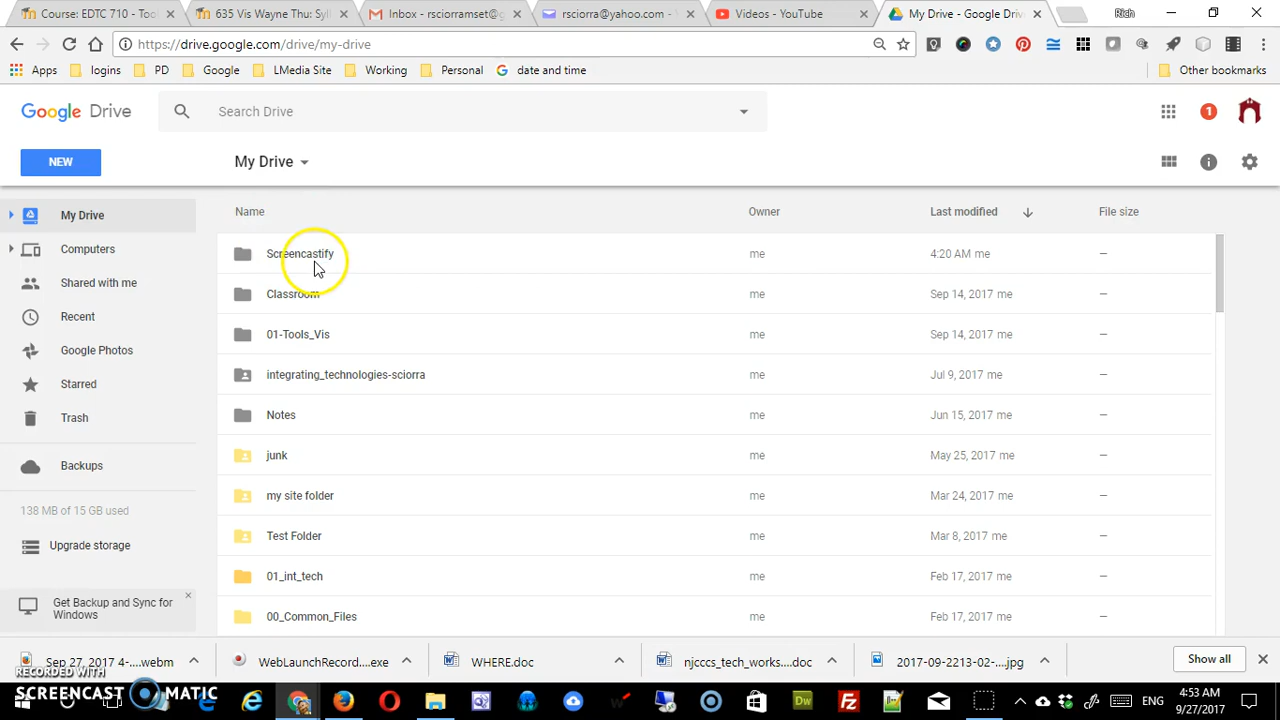 Course: EDTC 710 - Too
635 Vis Wayne Thu: Syll
Inbox - rsciorramset@g
rsciorra@yahoo.com -
Videos - YouTube
My Drive - Google Driv
Rich
https://drive.google.com/drive/my-drive
Apps
logins
PD
Google
LMedia Site
Working
Personal
date and time
Other bookmarks
Google Drive
Search Drive
1
NEW
My Drive
Name
Owner
Last modified
File size
My Drive
Computers
Shared with me
Recent
Google Photos
Starred
Trash
Backups
138 MB of 15 GB used
Upgrade storage
Get Backup and Sync for
Windows
Screencastify me 4:20 AM me –
Classroom me Sep 14, 2017 me –
01-Tools_Vis me Sep 14, 2017 me –
integrating_technologies-sciorra me Jul 9, 2017 me –
Notes me Jun 15, 2017 me –
junk me May 25, 2017 me –
my site folder me Mar 24, 2017 me –
Test Folder me Mar 8, 2017 me –
01_int_tech me Feb 17, 2017 me –
00_Common_Files me Feb 17, 2017 me –
Sep 27, 2017 4-....webm
WebLaunchRecord....exe
WHERE.doc
njcccs_tech_works....doc
2017-09-2213-02-....jpg
Show all
RECORDED WITH
SCREENCAST MATIC
Dw
FZ
ENG
4:53 AM
9/27/2017